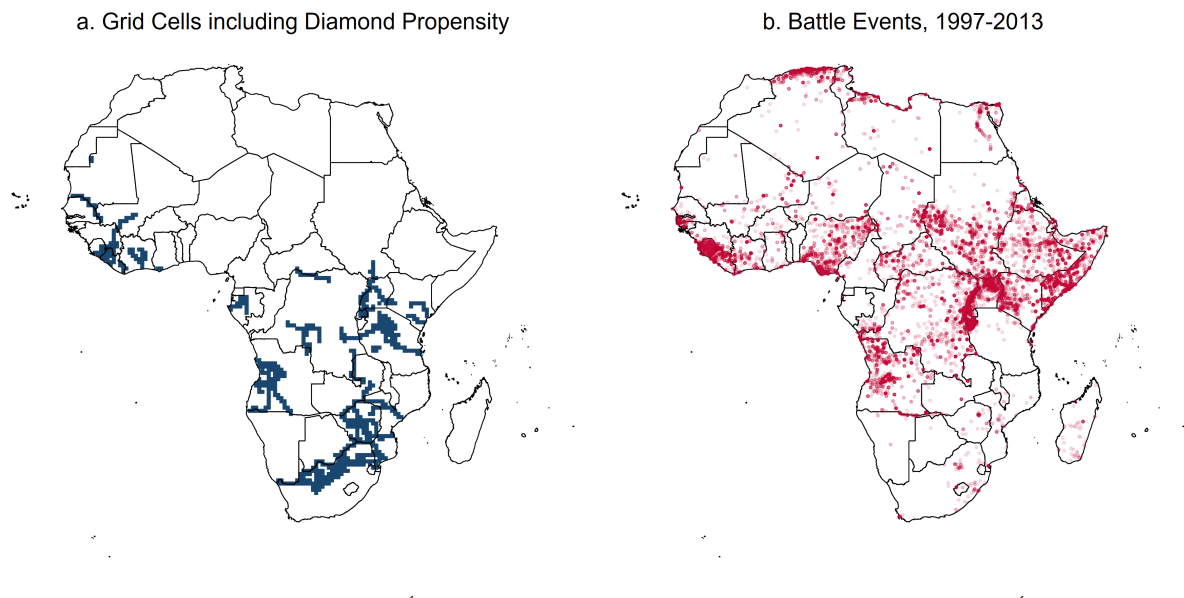 a. Grid Cells including Diamond Propensity
b. Battle Events, 1997-2013